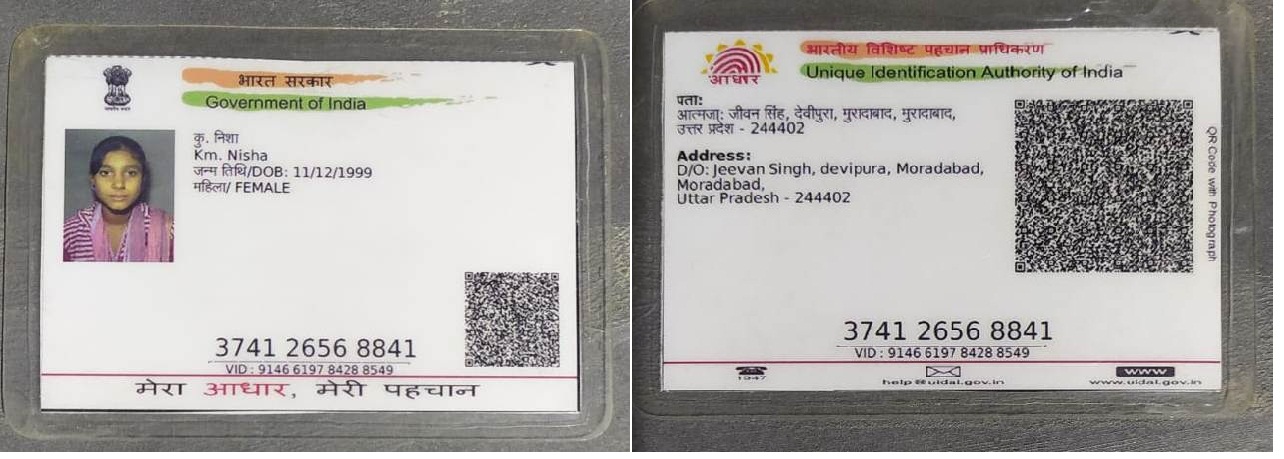 भारत सरकार
Government of India
कु. निशा
Km. Nisha
जन्म तिथि/DOB: 11/12/1999
महिला/ FEMALE
3741 2656 8841
VID : 9146 6197 8428 8549
मेरा आधार, मेरी पहचान
आधार
भारतीय विशिष्ट पहचान प्राधिकरण
Unique Identification Authority of India
पता:
आत्मजा: जीवन सिंह, देवीपुरा, मुरादाबाद, मुरादाबाद,
उत्तर प्रदेश - 244402
Address:
D/O: Jeevan Singh, devipura, Moradabad,
Moradabad,
Uttar Pradesh - 244402
QR Code with Photograph
3741 2656 8841
VID : 9146 6197 8428 8549
1947
help@uidai.gov.in
www
www.uidai.gov.in